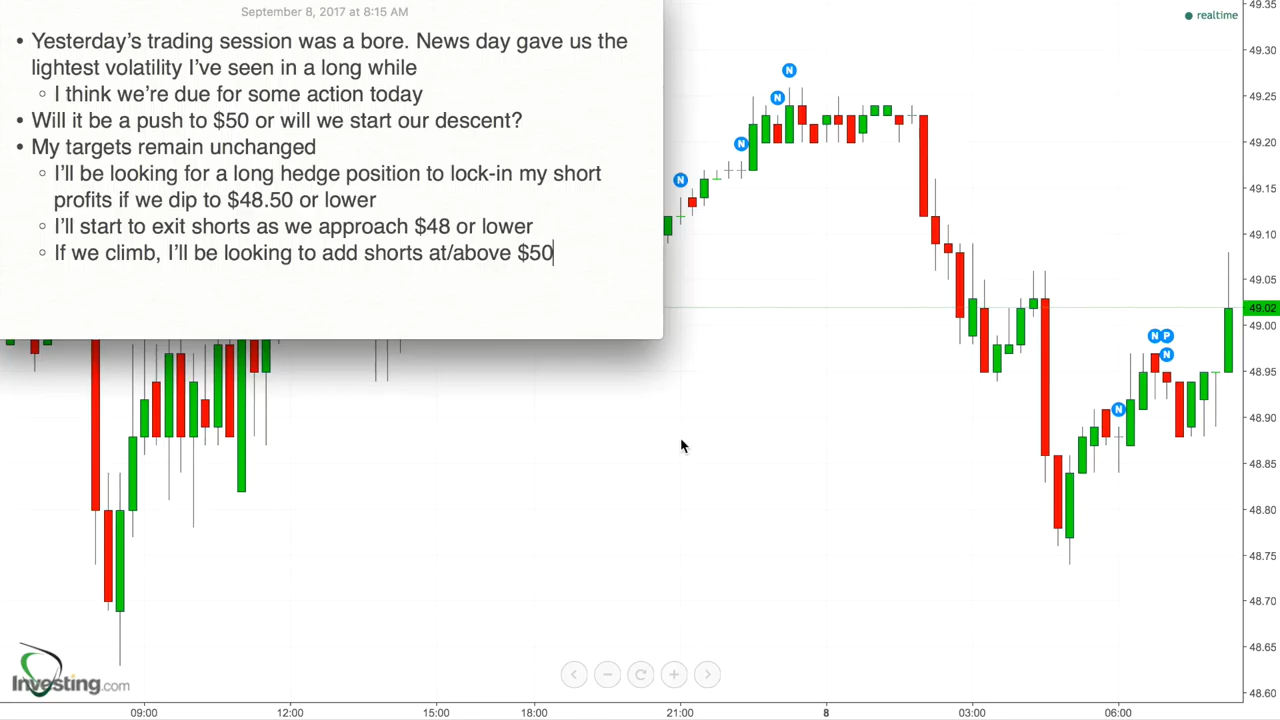 September 8, 2017 at 8:15 AM
• Yesterday's trading session was a bore. News day gave us the
lightest volatility I've seen in a long while
◦ I think we're due for some action today
• Will it be a push to $50 or will we start our descent?
• My targets remain unchanged
◦ I'll be looking for a long hedge position to lock-in my short
profits if we dip to $48.50 or lower
◦ I'll start to exit shorts as we approach $48 or lower
◦ If we climb, I'll be looking to add shorts at/above $50
realtime
49.35
49.30
49.25
49.20
49.15
49.10
49.05
49.02
49.00
48.95
48.90
48.85
48.80
48.75
48.70
48.65
48.60
N
N
N
N
N P
N
N
Investing.com
09:00 12:00 15:00 18:00 21:00 8 03:00 06:00